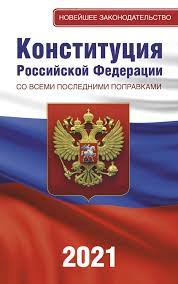 НОВЕЙШЕЕ ЗАКОНОДАТЕЛЬСТВО
Конституция
Российской Федерации
СО ВСЕМИ ПОСЛЕДНИМИ ПОПРАВКАМИ
2021